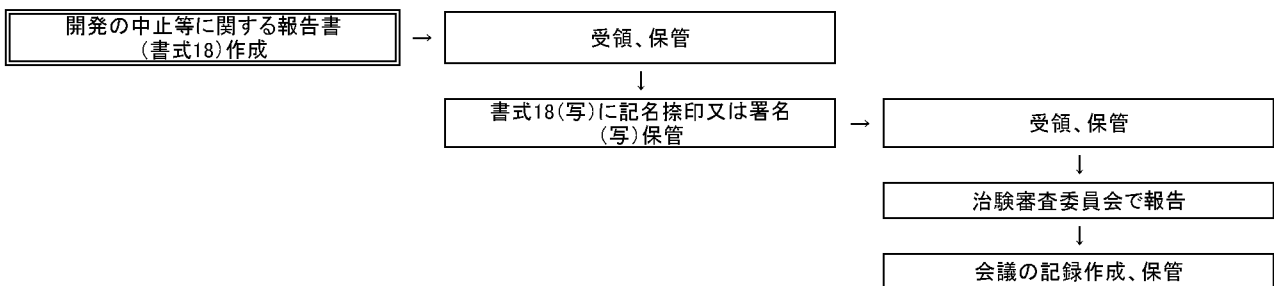 開発の中止等に関する報告書
(書式18)作成
→
受領、保管
↓
書式18(写)に記名捺印又は署名
(写)保管
→
受領、保管
↓
治験審査委員会で報告
↓
会議の記録作成、保管